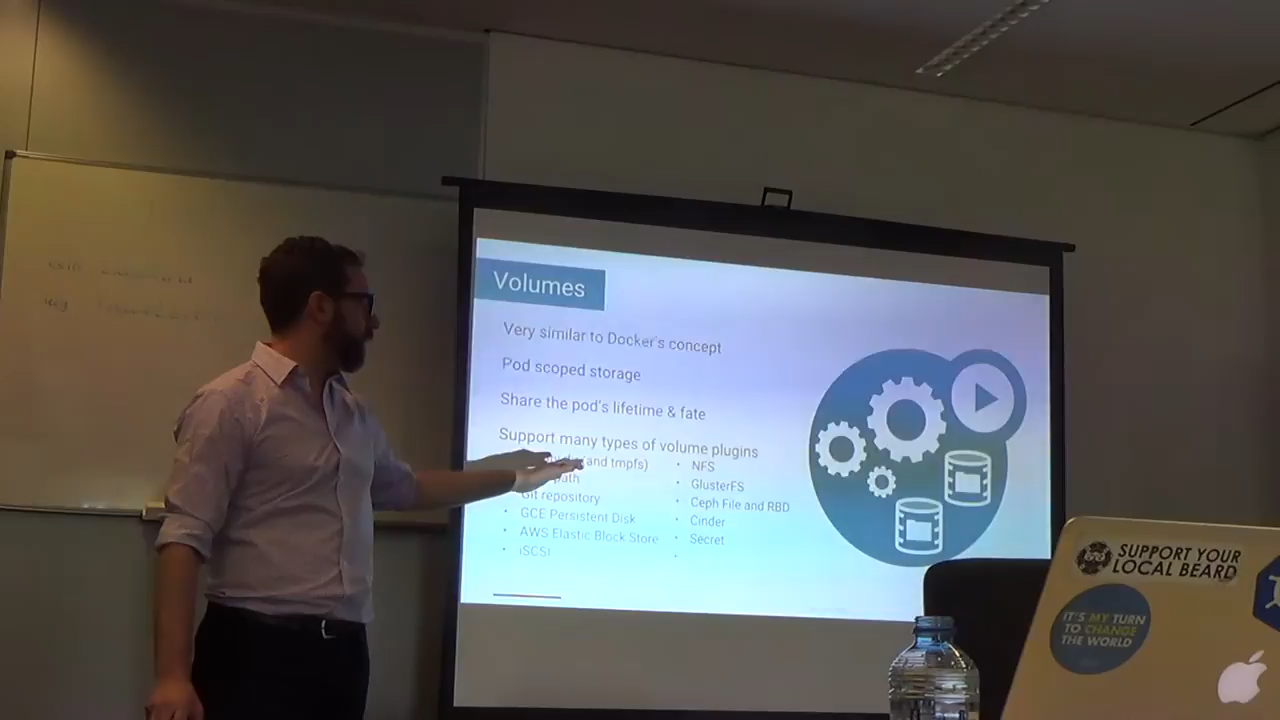 Volumes
Very similar to Docker's concept
Pod scoped storage
Share the pod's lifetime & fate
Support many types of volume plugins
(and tmpfs)
path
Git repository
GCE Persistent Disk
AWS Elastic Block Store
iSCSI
NFS
GlusterFS
Ceph File and RBD
Cinder
Secret
SUPPORT YOUR
LOCAL BEARD
IT'S MY TURN
TO CHANGE
THE WORLD